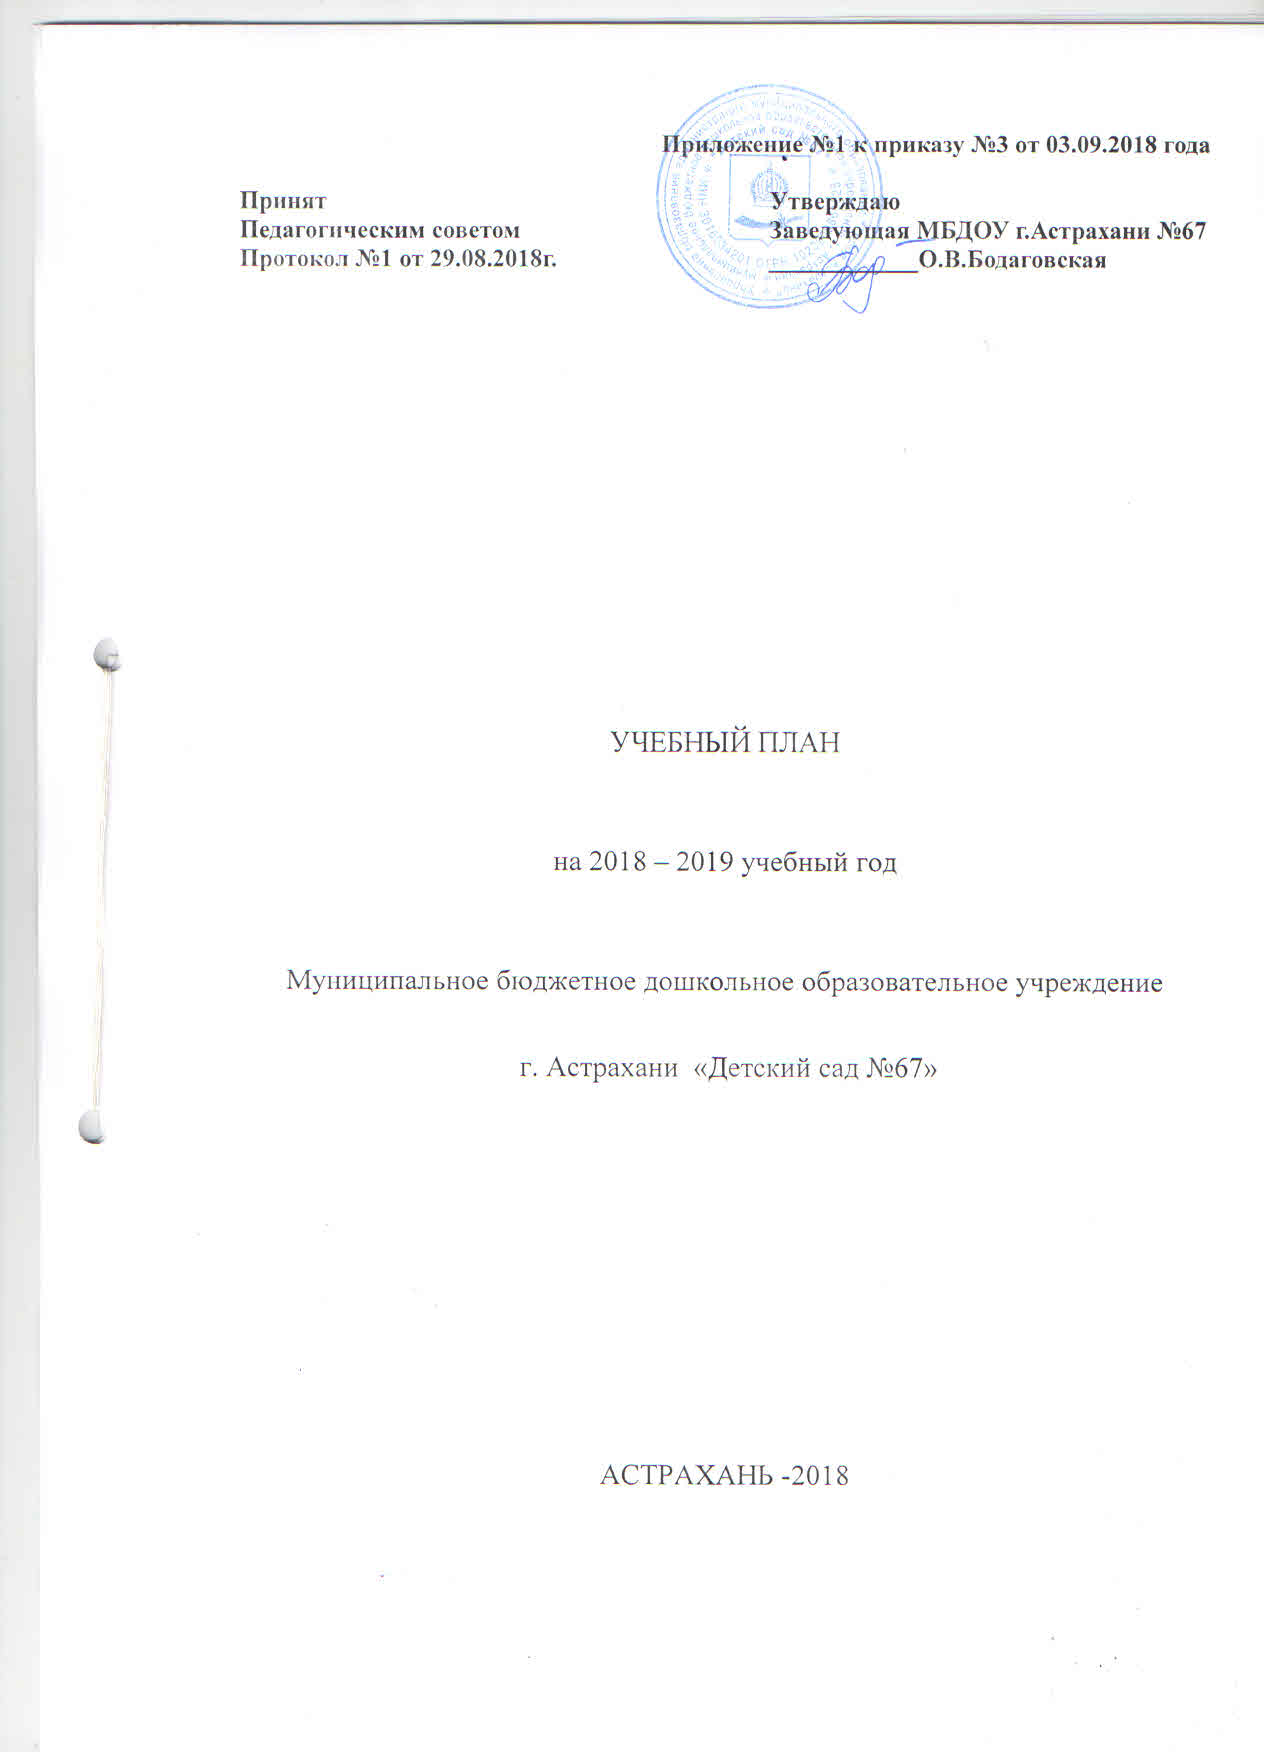 Приложение №1 к приказу №3 от 03.09.2018 года
Принят
Педагогическим советом
Протокол №1 от 29.08.2018г.
Утверждаю
Заведующая МБДОУ г.Астрахани №67
О.В.Бодаговская
УЧЕБНЫЙ ПЛАН
на 2018 – 2019 учебный год
Муниципальное бюджетное дошкольное образовательное учреждение
г. Астрахани «Детский сад №67»
АСТРАХАНЬ -2018